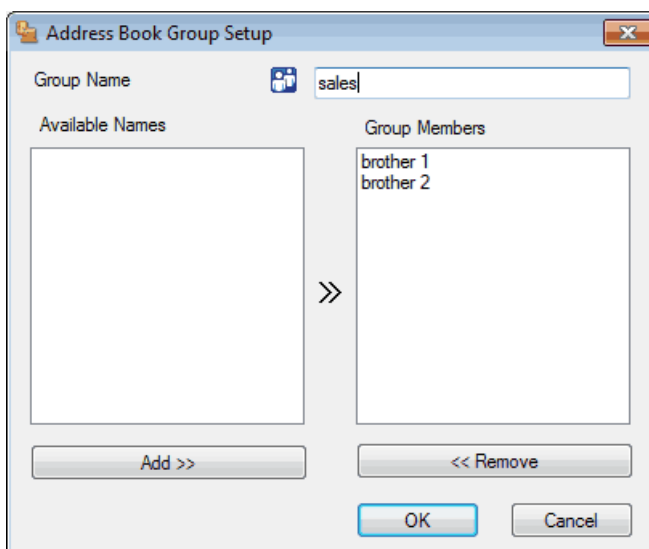 Address Book Group Setup
Group Name
sales
Available Names
Group Members
brother 1
brother 2
Add >>
<< Remove
OK
Cancel